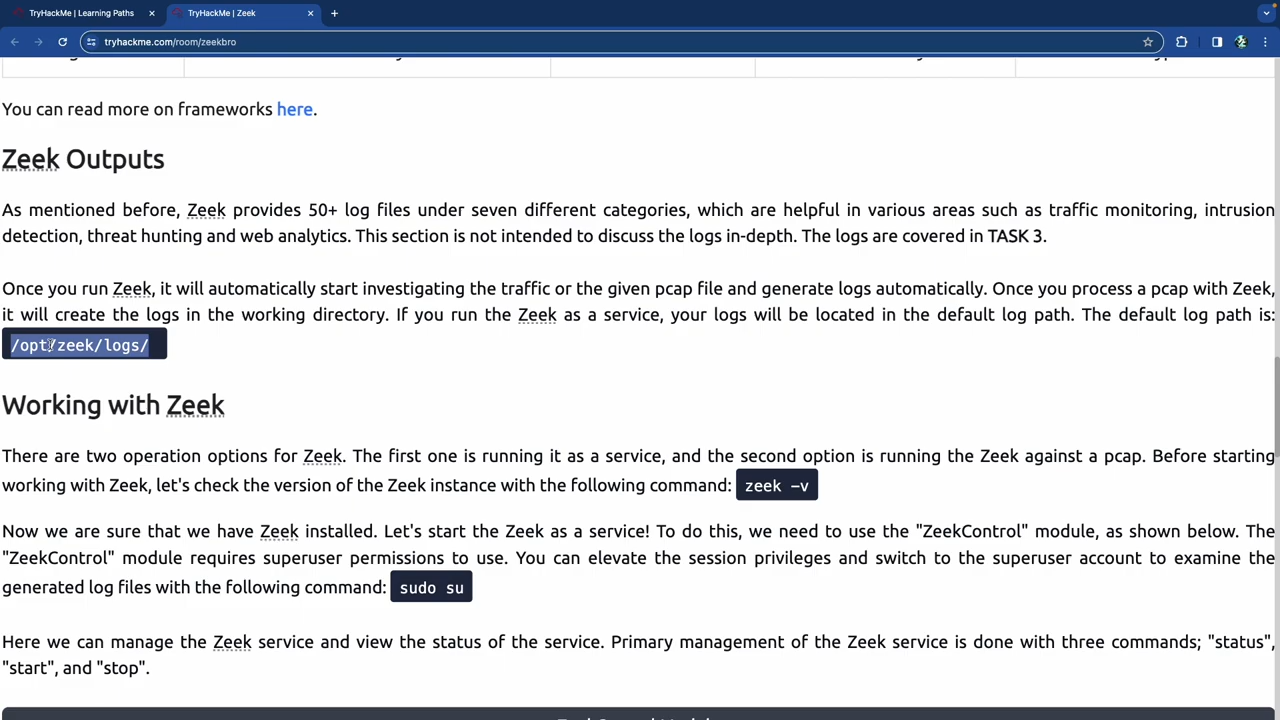 TryHackMe | Learning Paths
TryHackMe | Zeek
tryhackme.com/room/zeekbro
You can read more on frameworks here.
Zeek Outputs
As mentioned before, Zeek provides 50+ log files under seven different categories, which are helpful in various areas such as traffic monitoring, intrusion
detection, threat hunting and web analytics. This section is not intended to discuss the logs in-depth. The logs are covered in TASK 3.
Once you run Zeek, it will automatically start investigating the traffic or the given pcap file and generate logs automatically. Once you process a pcap with Zeek,
it will create the logs in the working directory. If you run the Zeek as a service, your logs will be located in the default log path. The default log path is:
/opt/zeek/logs/
Working with Zeek
There are two operation options for Zeek. The first one is running it as a service, and the second option is running the Zeek against a pcap. Before starting
working with Zeek, let's check the version of the Zeek instance with the following command: zeek -v
Now we are sure that we have Zeek installed. Let's start the Zeek as a service! To do this, we need to use the "ZeekControl" module, as shown below. The
"ZeekControl" module requires superuser permissions to use. You can elevate the session privileges and switch to the superuser account to examine the
generated log files with the following command: sudo su
Here we can manage the Zeek service and view the status of the service. Primary management of the Zeek service is done with three commands; "status",
"start", and "stop".